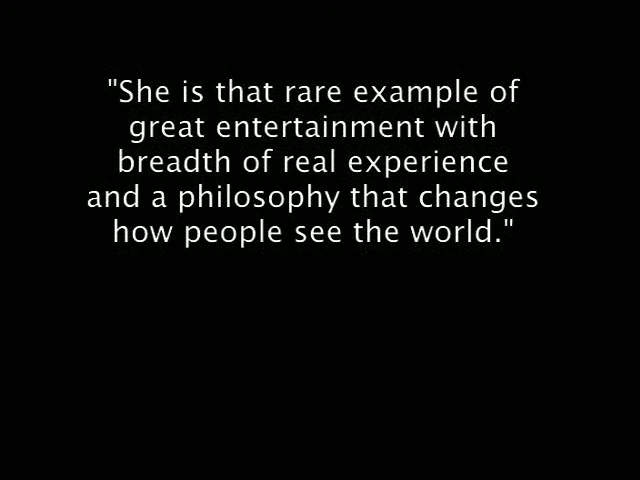 "She is that rare example of
great entertainment with
breadth of real experience
and a philosophy that changes
how people see the world."